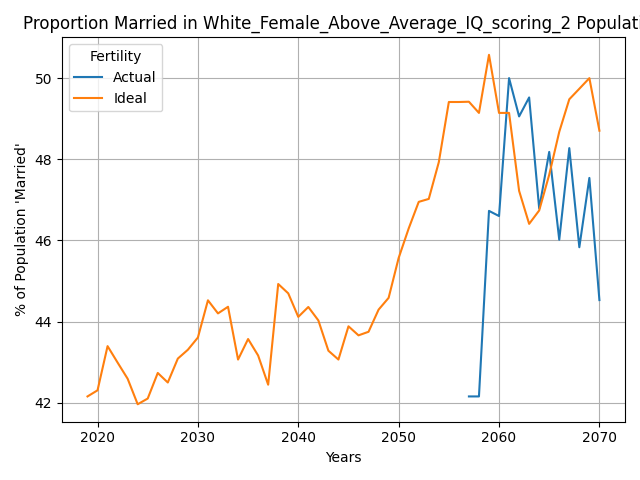 Proportion Married in White_Female_Above_Average_IQ_scoring_2 Populati
Fertility
Actual
Ideal
% of Population 'Married'
50
48
46
44
42
2020 2030 2040 2050 2060 2070
Years